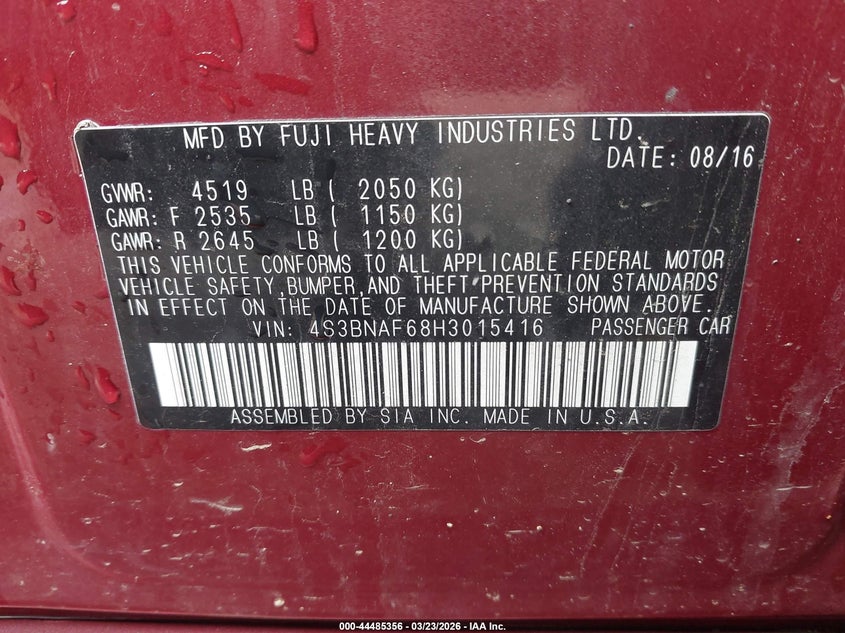 MFD BY FUJI HEAVY INDUSTRIES LTD.
DATE: 08/16
GVWR: 4519 LB ( 2050 KG)
GAWR: F 2535 LB ( 1150 KG)
GAWR: R 2645 LB ( 1200 KG)
THIS VEHICLE CONFORMS TO ALL APPLICABLE FEDERAL MOTOR
VEHICLE SAFETY, BUMPER, AND THEFT PREVENTION STANDARDS
IN EFFECT ON THE DATE OF MANUFACTURE SHOWN ABOVE.
VIN: 4S3BNAF68H3015416 PASSENGER CAR
ASSEMBLED BY SIA INC. MADE IN U.S.A.
000-44485356 - 03/23/2026 - IAA Inc.